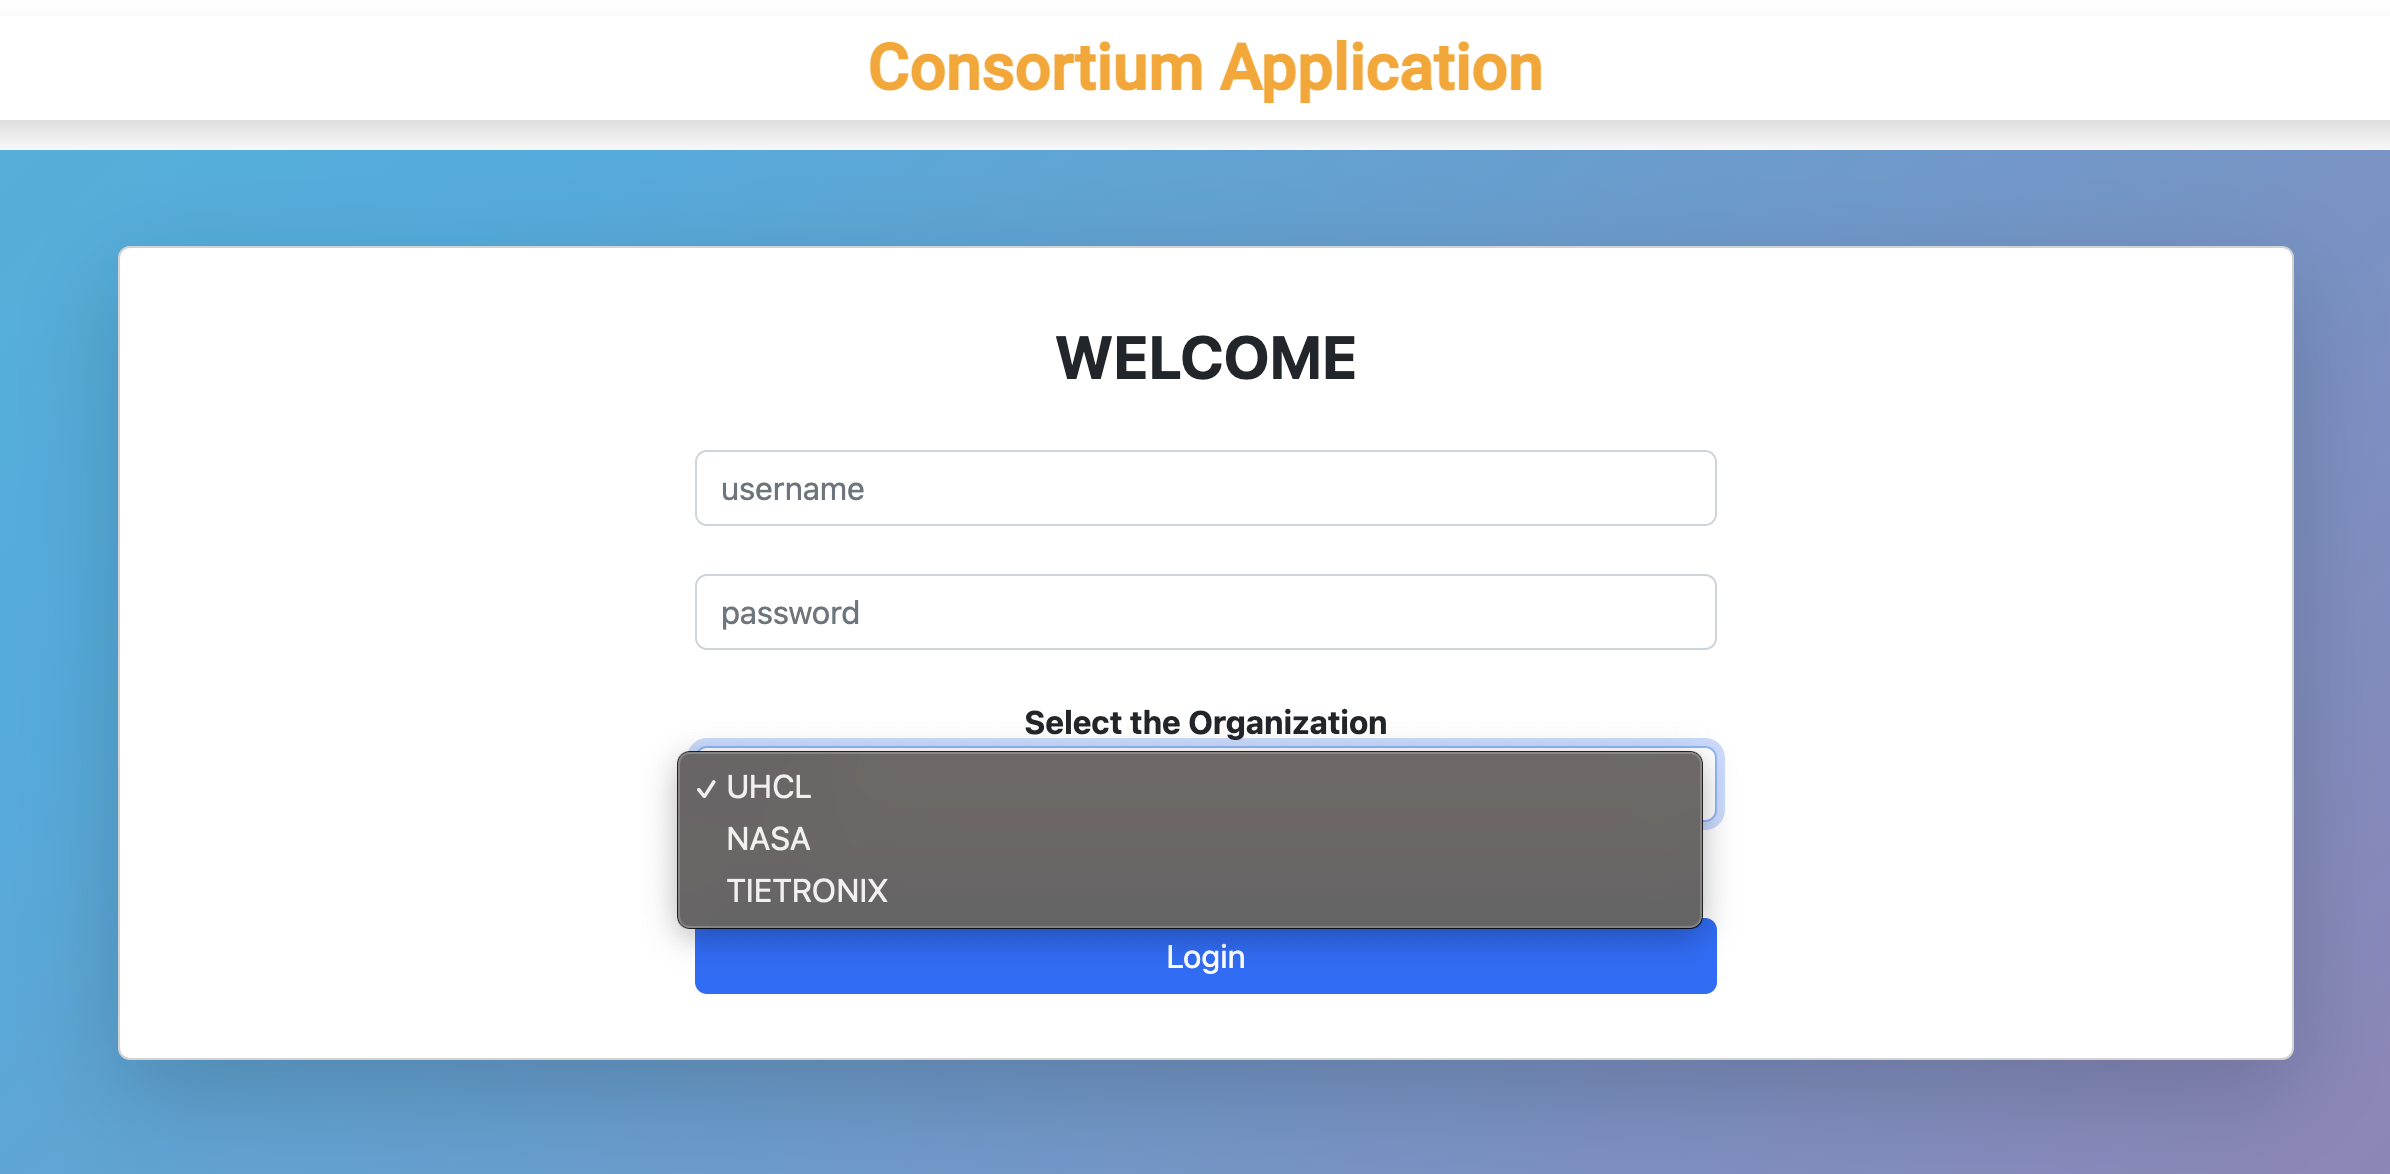 Consortium Application
WELCOME
username
password
Select the Organization
✓ UHCL
NASA
TIETRONIX
Login